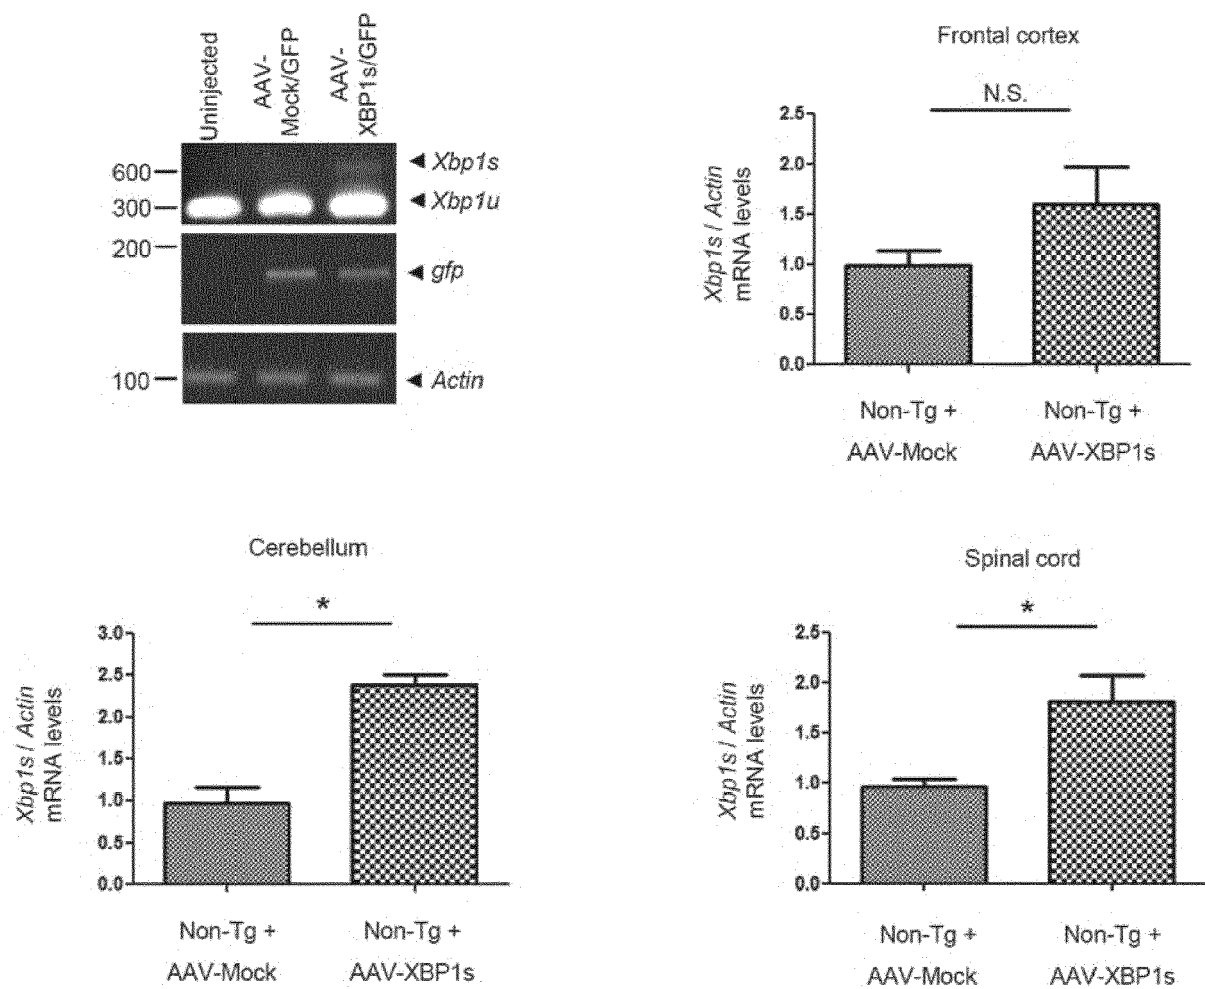 Uninjected
AAV-
Mock/GFP
AAV-
XBP1s/GFP
600
300
200
100
Xbp1s
Xbp1u
gfp
Actin
Frontal cortex
N.S.
Xbp1s / Actin
mRNA levels
2.5
2.0
1.5
1.0
0.5
0.0
Non-Tg +
AAV-Mock
Non-Tg +
AAV-XBP1s
Cerebellum
*
Xbp1s / Actin
mRNA levels
3.0
2.5
2.0
1.5
1.0
0.5
0.0
Non-Tg +
AAV-Mock
Non-Tg +
AAV-XBP1s
Spinal cord
*
Xbp1s / Actin
mRNA levels
2.5
2.0
1.5
1.0
0.5
0.0
Non-Tg +
AAV-Mock
Non-Tg +
AAV-XBP1s